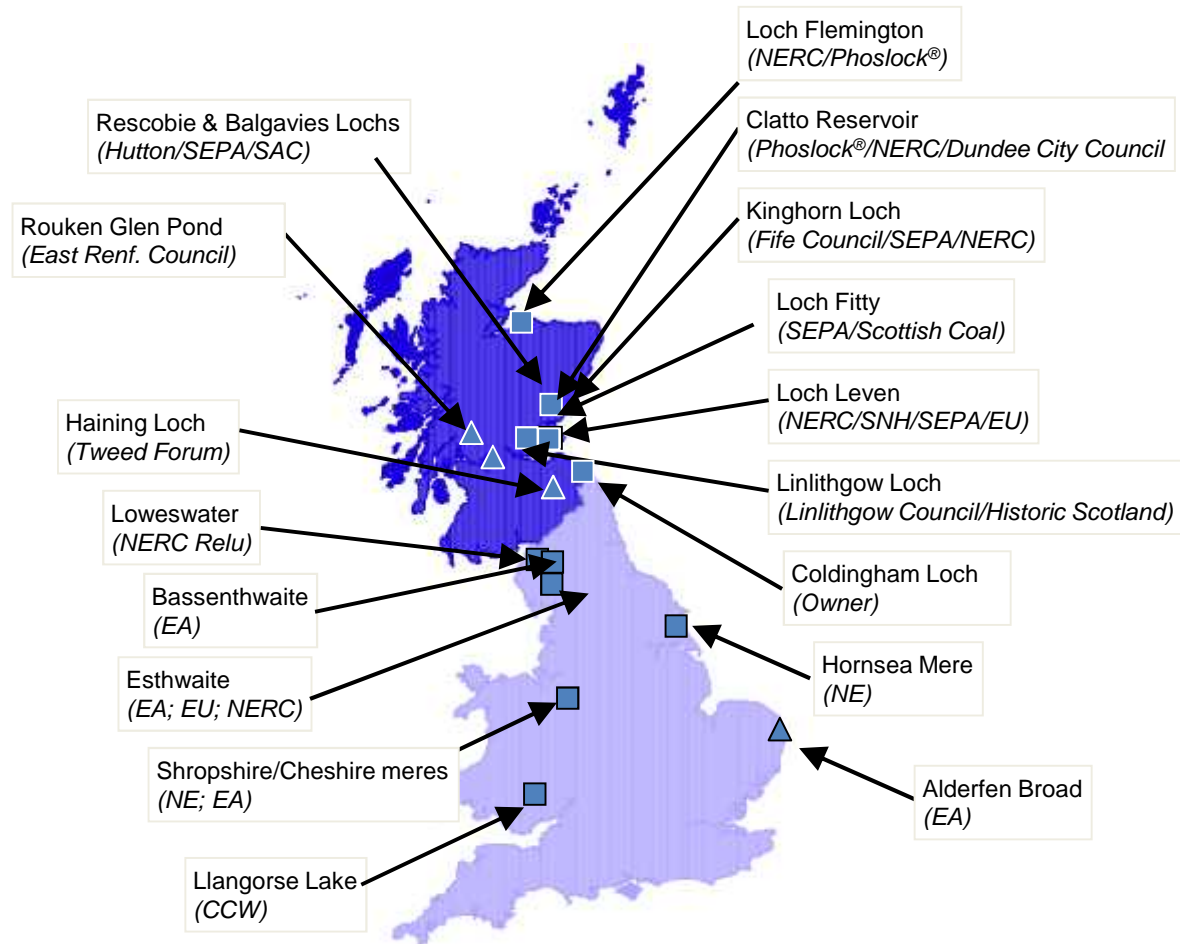 Loch Flemington
(NERC/Phoslock®)
Rescobie & Balgavies Lochs
(Hutton/SEPA/SAC)
Clatto Reservoir
(Phoslock®/NERC/Dundee City Council
Rouken Glen Pond
(East Renf. Council)
Kinghorn Loch
(Fife Council/SEPA/NERC)
Loch Fitty
(SEPA/Scottish Coal)
Haining Loch
(Tweed Forum)
Loch Leven
(NERC/SNH/SEPA/EU)
Loweswater
(NERC Relu)
Linlithgow Loch
(Linlithgow Council/Historic Scotland)
Bassenthwaite
(EA)
Coldingham Loch
(Owner)
Esthwaite
(EA; EU; NERC)
Hornsea Mere
(NE)
Shropshire/Cheshire meres
(NE; EA)
Alderfen Broad
(EA)
Llangorse Lake
(CCW)